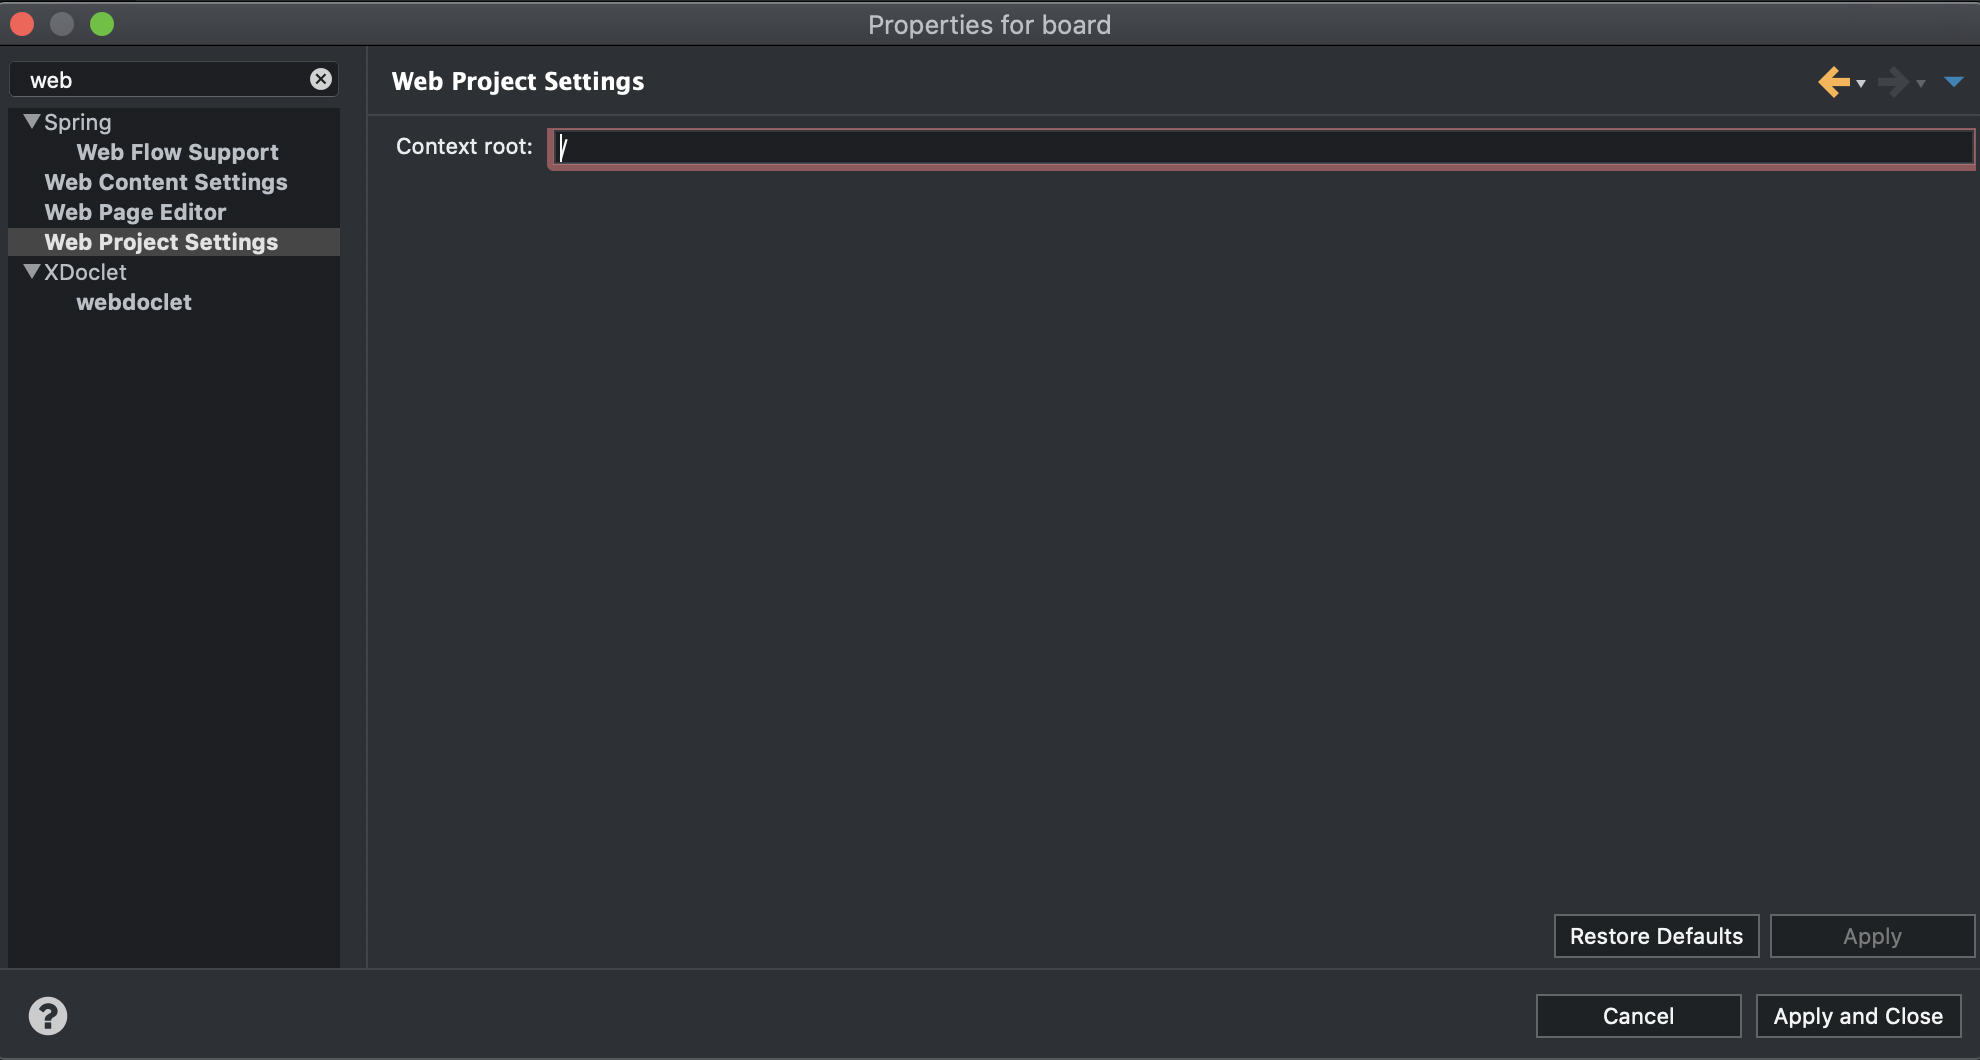 Properties for board
web
Spring
Web Flow Support
Web Content Settings
Web Page Editor
Web Project Settings
XDoclet
webdoclet
Web Project Settings
Context root: /
Restore Defaults
Apply
?
Cancel
Apply and Close